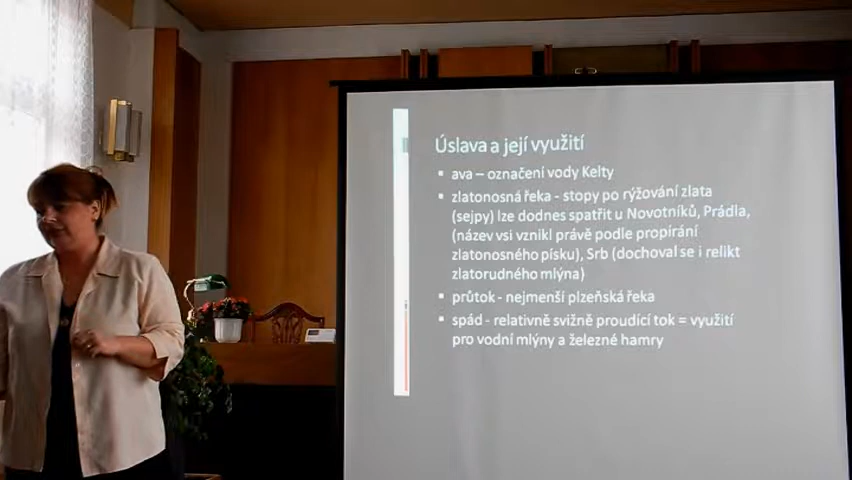 Úslava a její využití
▪ ava – označení vody Kelty
▪ zlatonosná řeka - stopy po rýžování zlata
(sejpy) lze dodnes spatřit u Novotníků, Prádla,
(název vsi vznikl právě podle propírání
zlatonosného písku), Srb (dochoval se i relikt
zlatorudného mlýna)
▪ průtok - nejmenší plzeňská řeka
▪ spád - relativně svižně proudící tok = využití
pro vodní mlýny a železné hamry